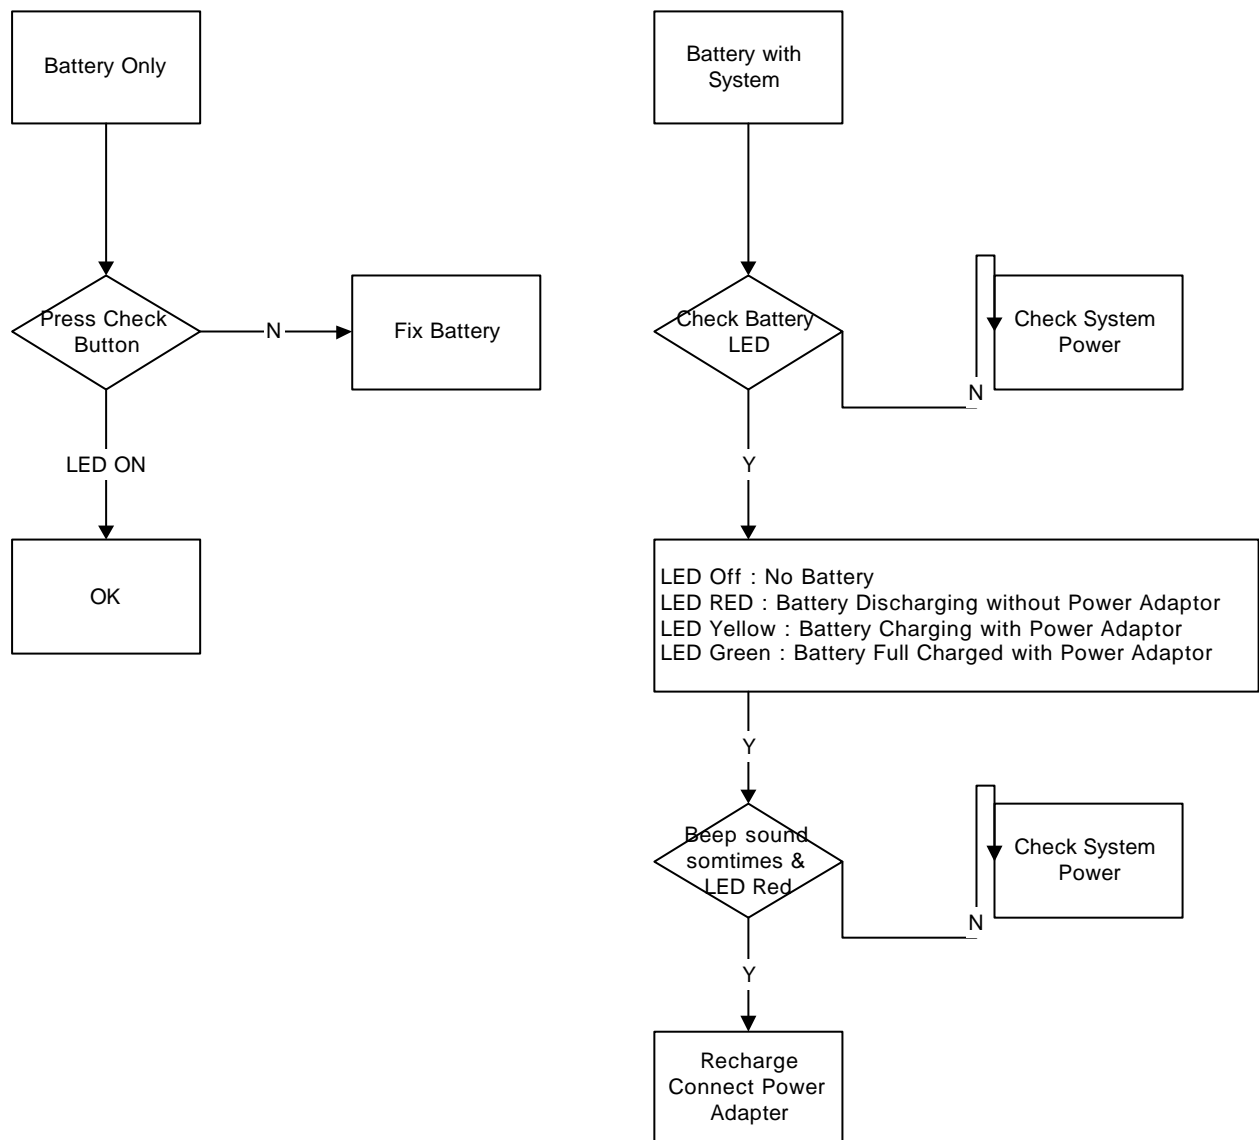 Battery Only
Press Check
Button
N
Fix Battery
LED ON
OK
Battery with
System
Check Battery
LED
N
Check System
Power
Y
LED Off : No Battery
LED RED : Battery Discharging without Power Adaptor
LED Yellow : Battery Charging with Power Adaptor
LED Green : Battery Full Charged with Power Adaptor
Y
Beep sound
somtimes &
LED Red
N
Check System
Power
Y
Recharge
Connect Power
Adapter